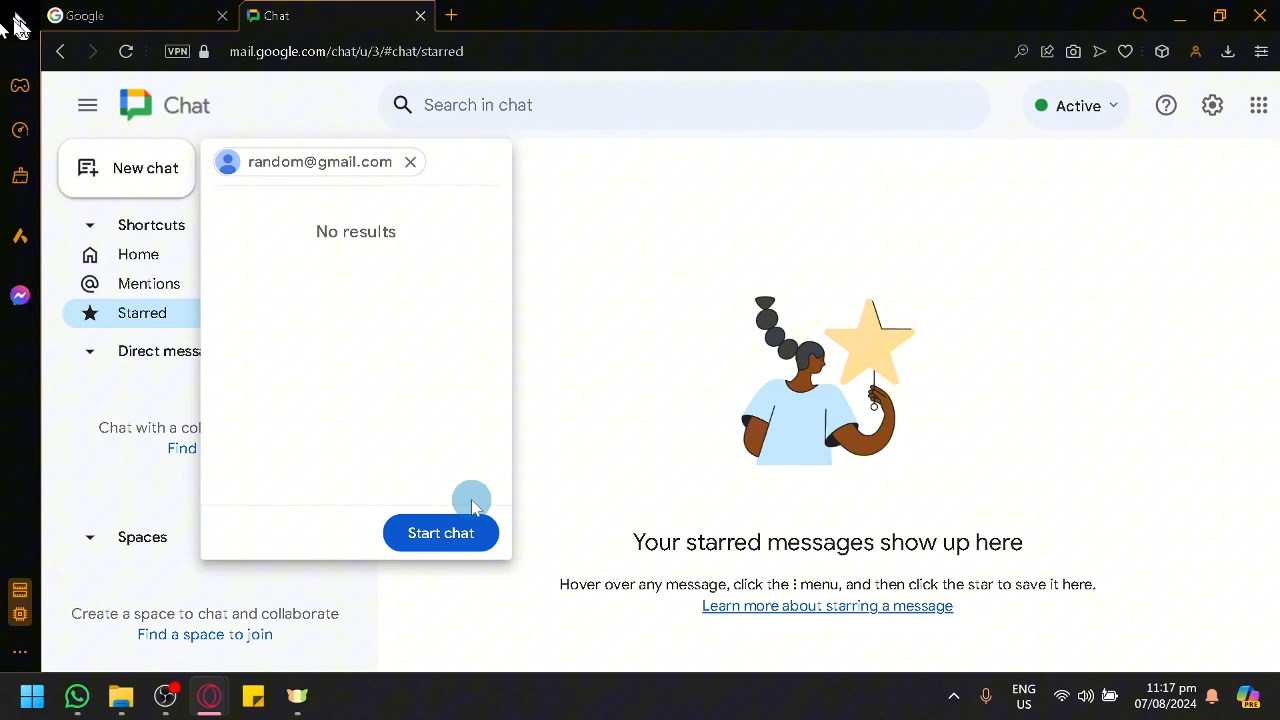 Google
Chat
VPN
mail.google.com/chat/u/3/#chat/starred
Chat
Search in chat
Active
New chat
random@gmail.com
No results
Start chat
Shortcuts
Home
Mentions
Starred
Direct messa
Chat with a col
Find
Spaces
Create a space to chat and collaborate
Find a space to join
Your starred messages show up here
Hover over any message, click the ⋮ menu, and then click the star to save it here.
Learn more about starring a message
ENG
US
11:17 pm
07/08/2024
PRE